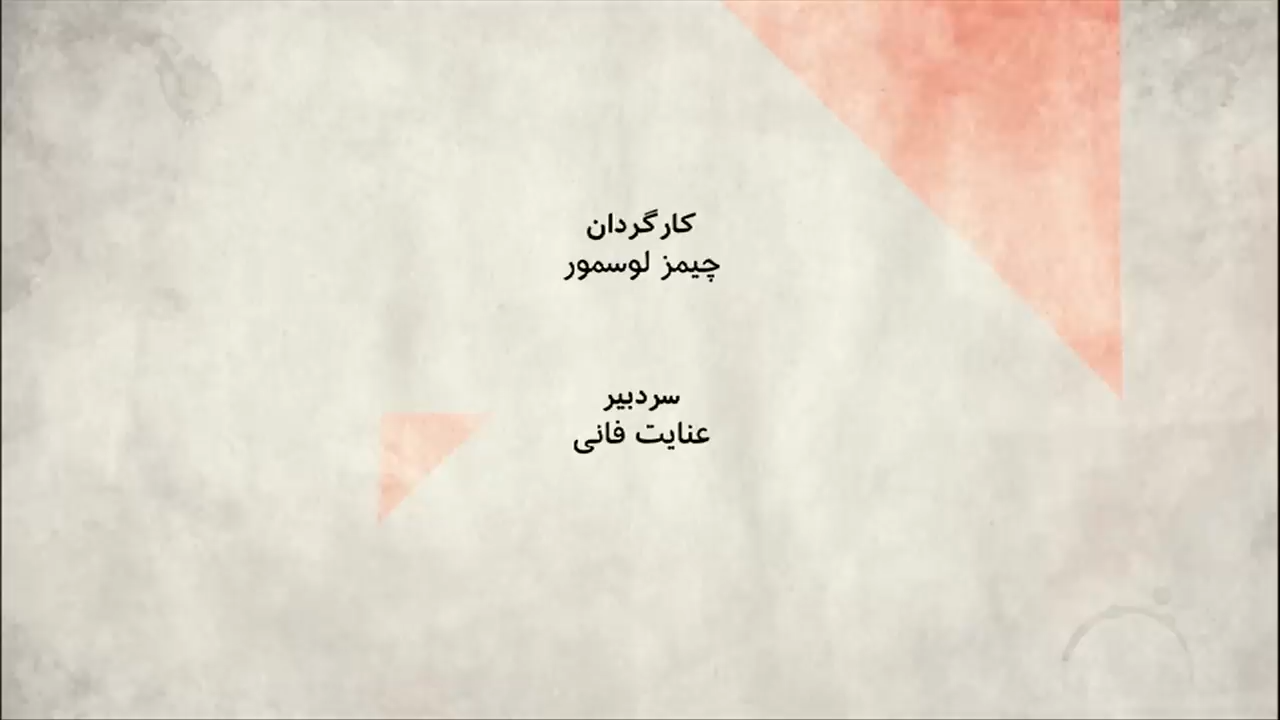 کارگردان
چیمز لوسمور
سردبیر
عنایت فانی